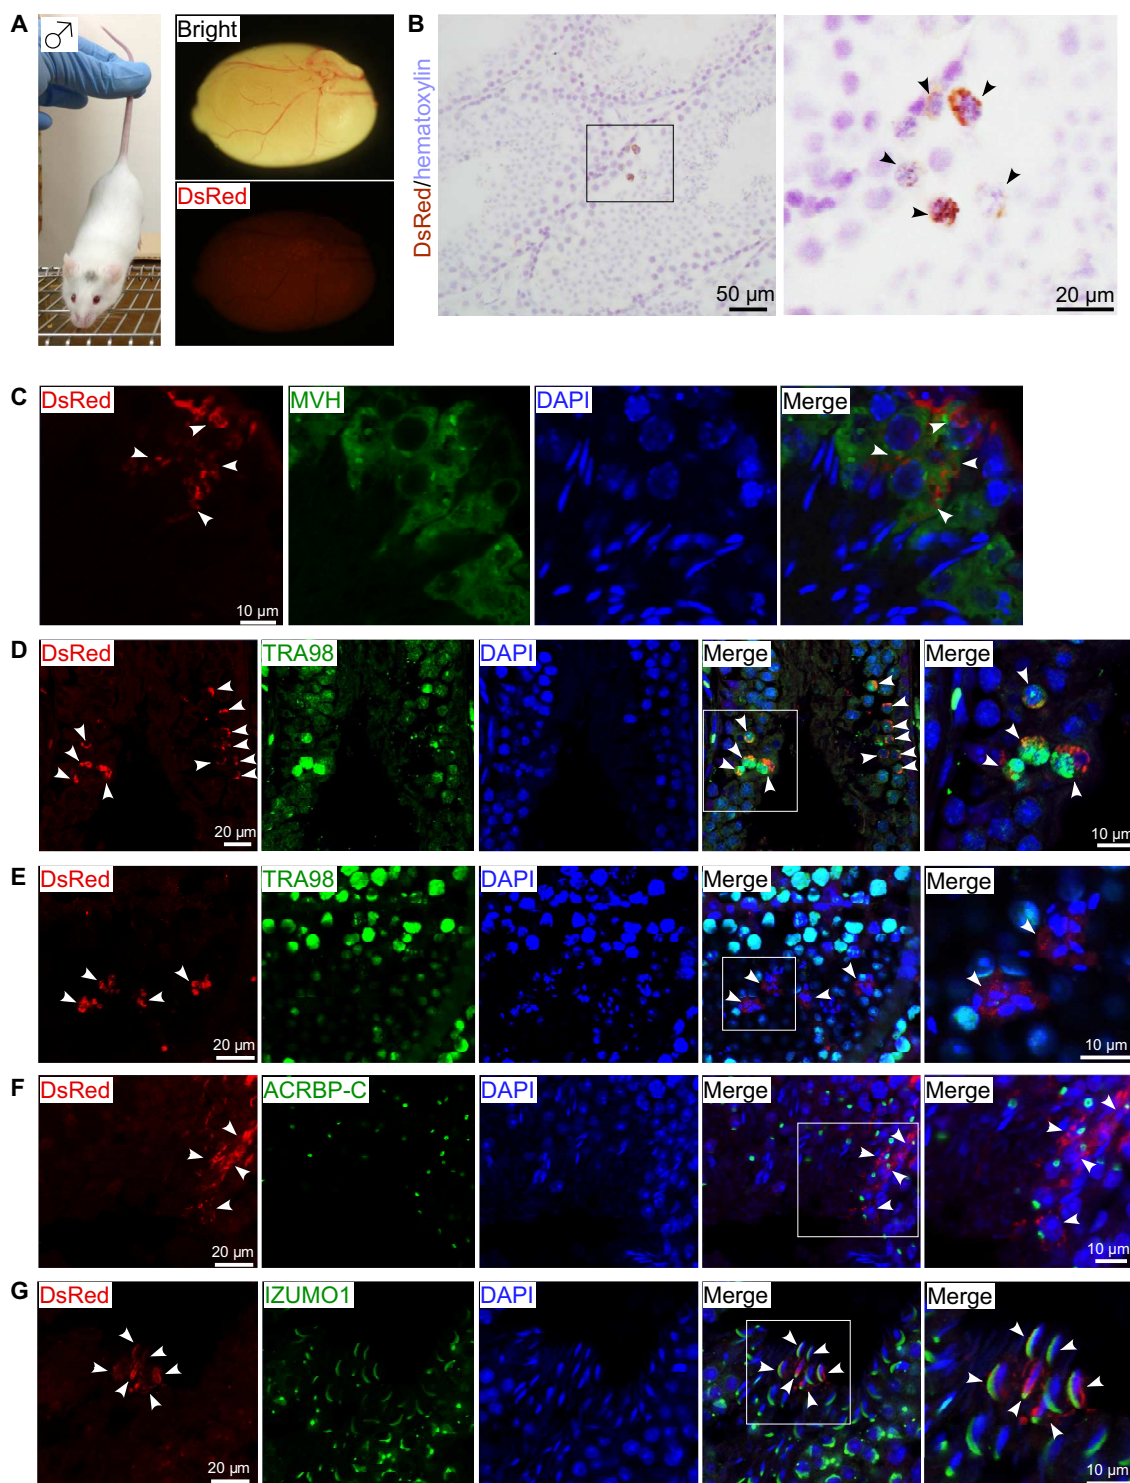 A
♂
Bright
DsRed
B
DsRed/hematoxylin
50 µm
20 µm
C
DsRed
MVH
DAPI
Merge
10 µm
D
DsRed
TRA98
DAPI
Merge
Merge
20 µm
10 µm
E
DsRed
TRA98
DAPI
Merge
Merge
20 µm
10 µm
F
DsRed
ACRBP-C
DAPI
Merge
Merge
20 µm
10 µm
G
DsRed
IZUMO1
DAPI
Merge
Merge
20 µm
10 µm